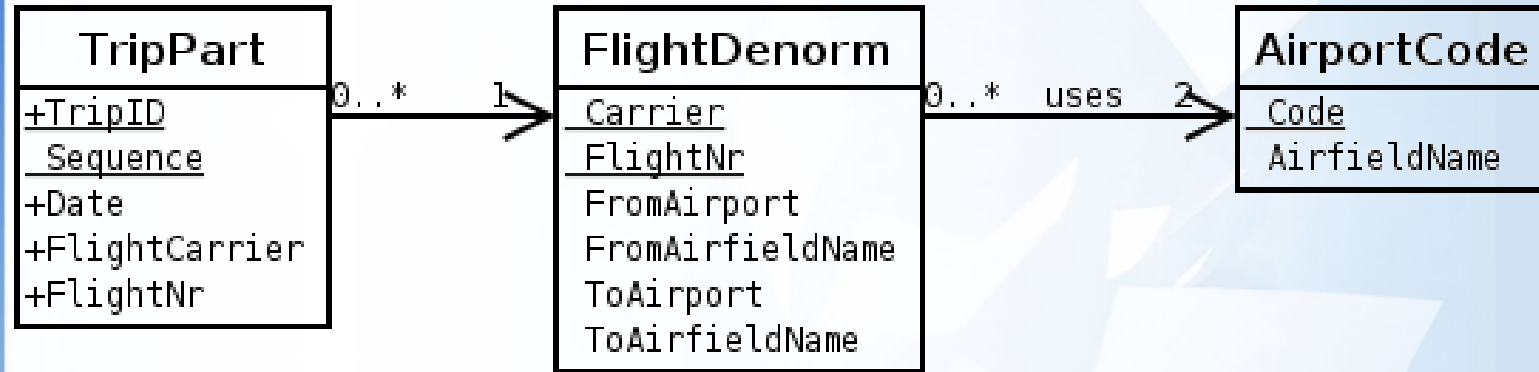 TripPart
+TripID
Sequence
+Date
+FlightCarrier
+FlightNr
0..* 1
FlightDenorm
Carrier
FlightNr
FromAirport
FromAirfieldName
ToAirport
ToAirfieldName
0..* uses 2
AirportCode
Code
AirfieldName